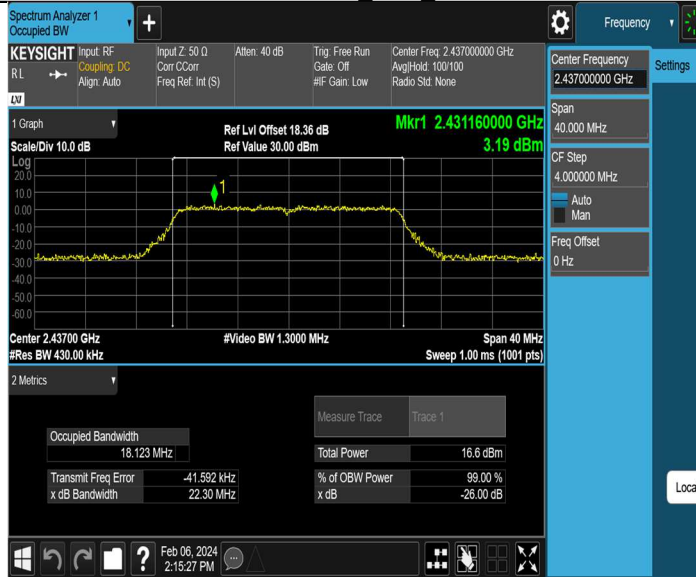 Spectrum Analyzer 1
Occupied BW
+
Frequency
KEYSIGHT
R L
LXI
Input: RF
Coupling: DC
Align: Auto
Input Z: 50 Ω
Corr CCorr
Freq Ref: Int (S)
Atten: 40 dB
Trig: Free Run
Gate: Off
#IF Gain: Low
Center Freq: 2.437000000 GHz
Avg|Hold: 100/100
Radio Std: None
Center Frequency
2.437000000 GHz
Settings
Span
40.000 MHz
CF Step
4.000000 MHz
Auto
Man
Freq Offset
0 Hz
1 Graph
Scale/Div 10.0 dB
Ref Lvl Offset 18.36 dB
Ref Value 30.00 dBm
Mkr1 2.431160000 GHz
3.19 dBm
Log
20.0
10.0
0.00
-10.0
-20.0
-30.0
-40.0
-50.0
-60.0
1
Center 2.43700 GHz
#Res BW 430.00 kHz
#Video BW 1.3000 MHz
Span 40 MHz
Sweep 1.00 ms (1001 pts)
2 Metrics
Measure Trace
Trace 1
Occupied Bandwidth
18.123 MHz
Total Power
16.6 dBm
Transmit Freq Error
-41.592 kHz
% of OBW Power
99.00 %
x dB Bandwidth
22.30 MHz
x dB
-26.00 dB
Loca
?
Feb 06, 2024
2:15:27 PM